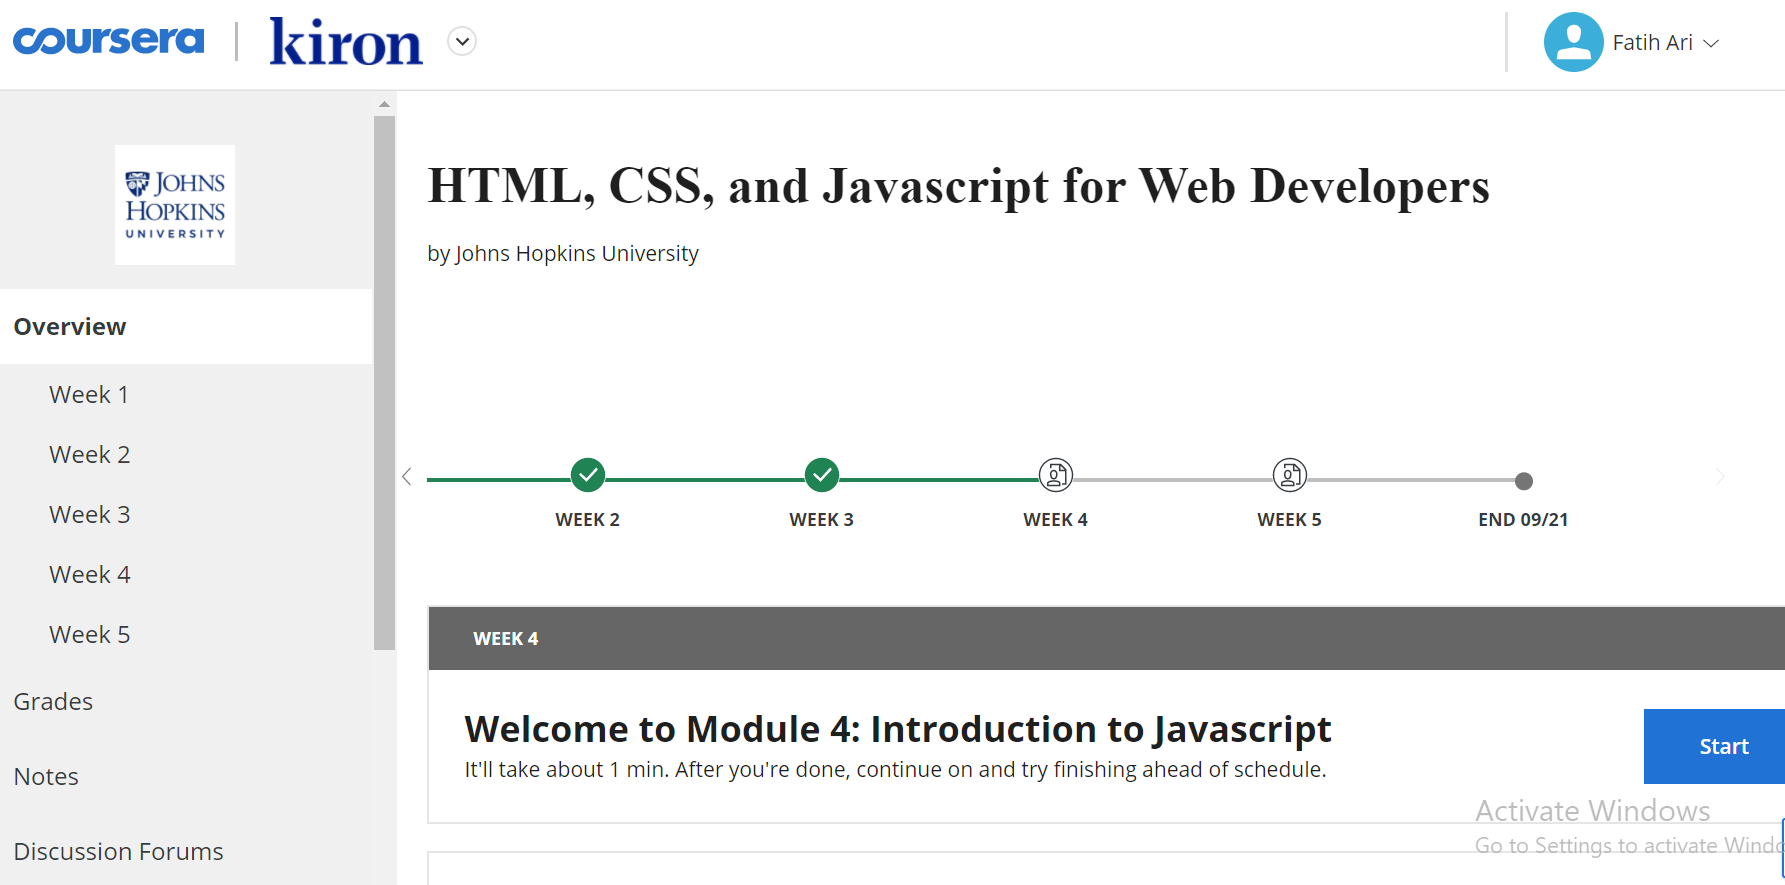 coursera
kiron
Fatih Ari
JOHNS
HOPKINS
UNIVERSITY
Overview
Week 1
Week 2
Week 3
Week 4
Week 5
Grades
Notes
Discussion Forums
HTML, CSS, and Javascript for Web Developers
by Johns Hopkins University
WEEK 2
WEEK 3
WEEK 4
WEEK 5
END 09/21
WEEK 4
Welcome to Module 4: Introduction to Javascript
It'll take about 1 min. After you're done, continue on and try finishing ahead of schedule.
Start
Activate Windows
Go to Settings to activate